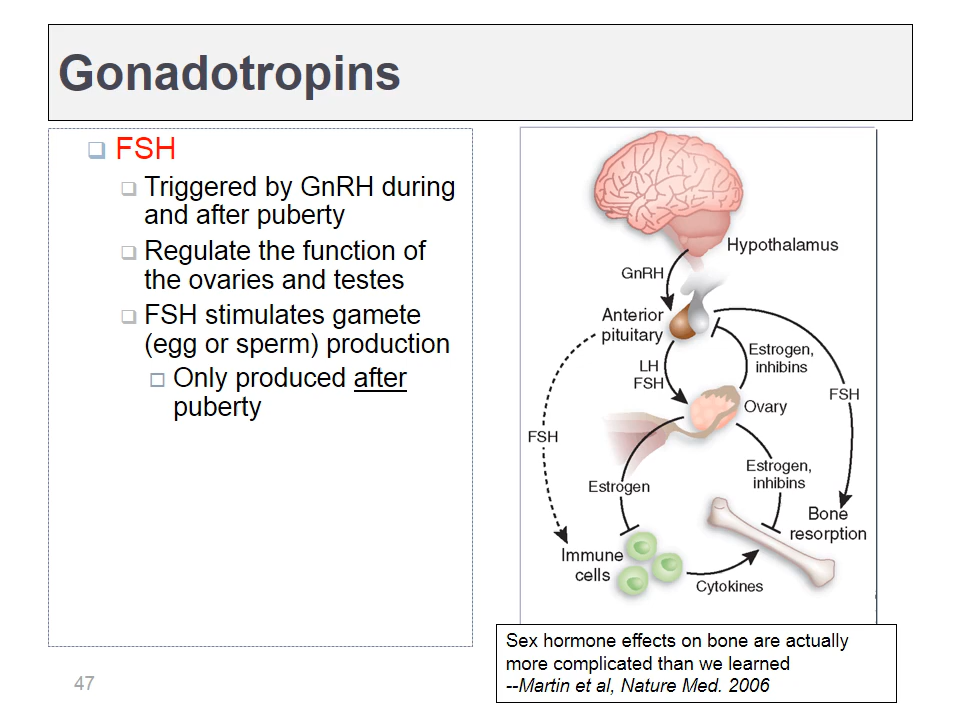 Gonadotropins
FSH
Triggered by GnRH during
and after puberty
Regulate the function of
the ovaries and testes
FSH stimulates gamete
(egg or sperm) production
Only produced after
puberty
Hypothalamus
GnRH
Anterior
pituitary
LH
FSH
Estrogen,
inhibins
FSH
Ovary
FSH
Estrogen
Estrogen,
inhibins
Bone
resorption
Immune
cells
Cytokines
Sex hormone effects on bone are actually
more complicated than we learned
--Martin et al, Nature Med. 2006
47